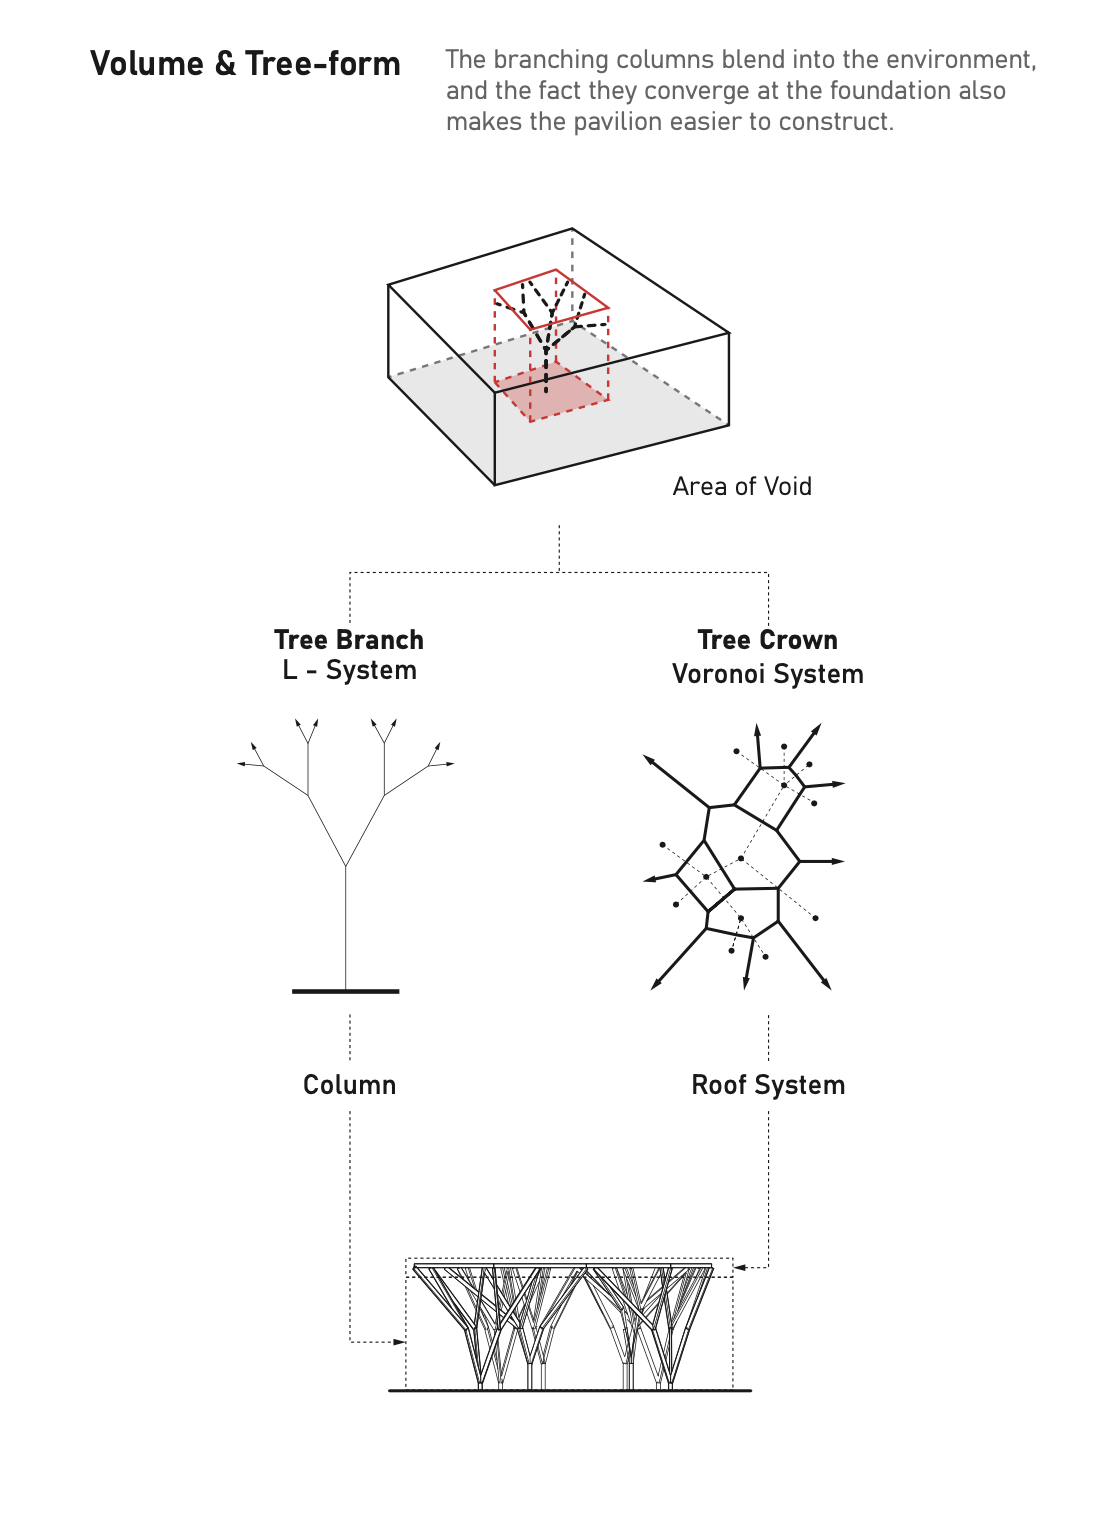 Volume & Tree-form
The branching columns blend into the environment,
and the fact they converge at the foundation also
makes the pavilion easier to construct.
Area of Void
Tree Branch
L - System
Tree Crown
Voronoi System
Column
Roof System